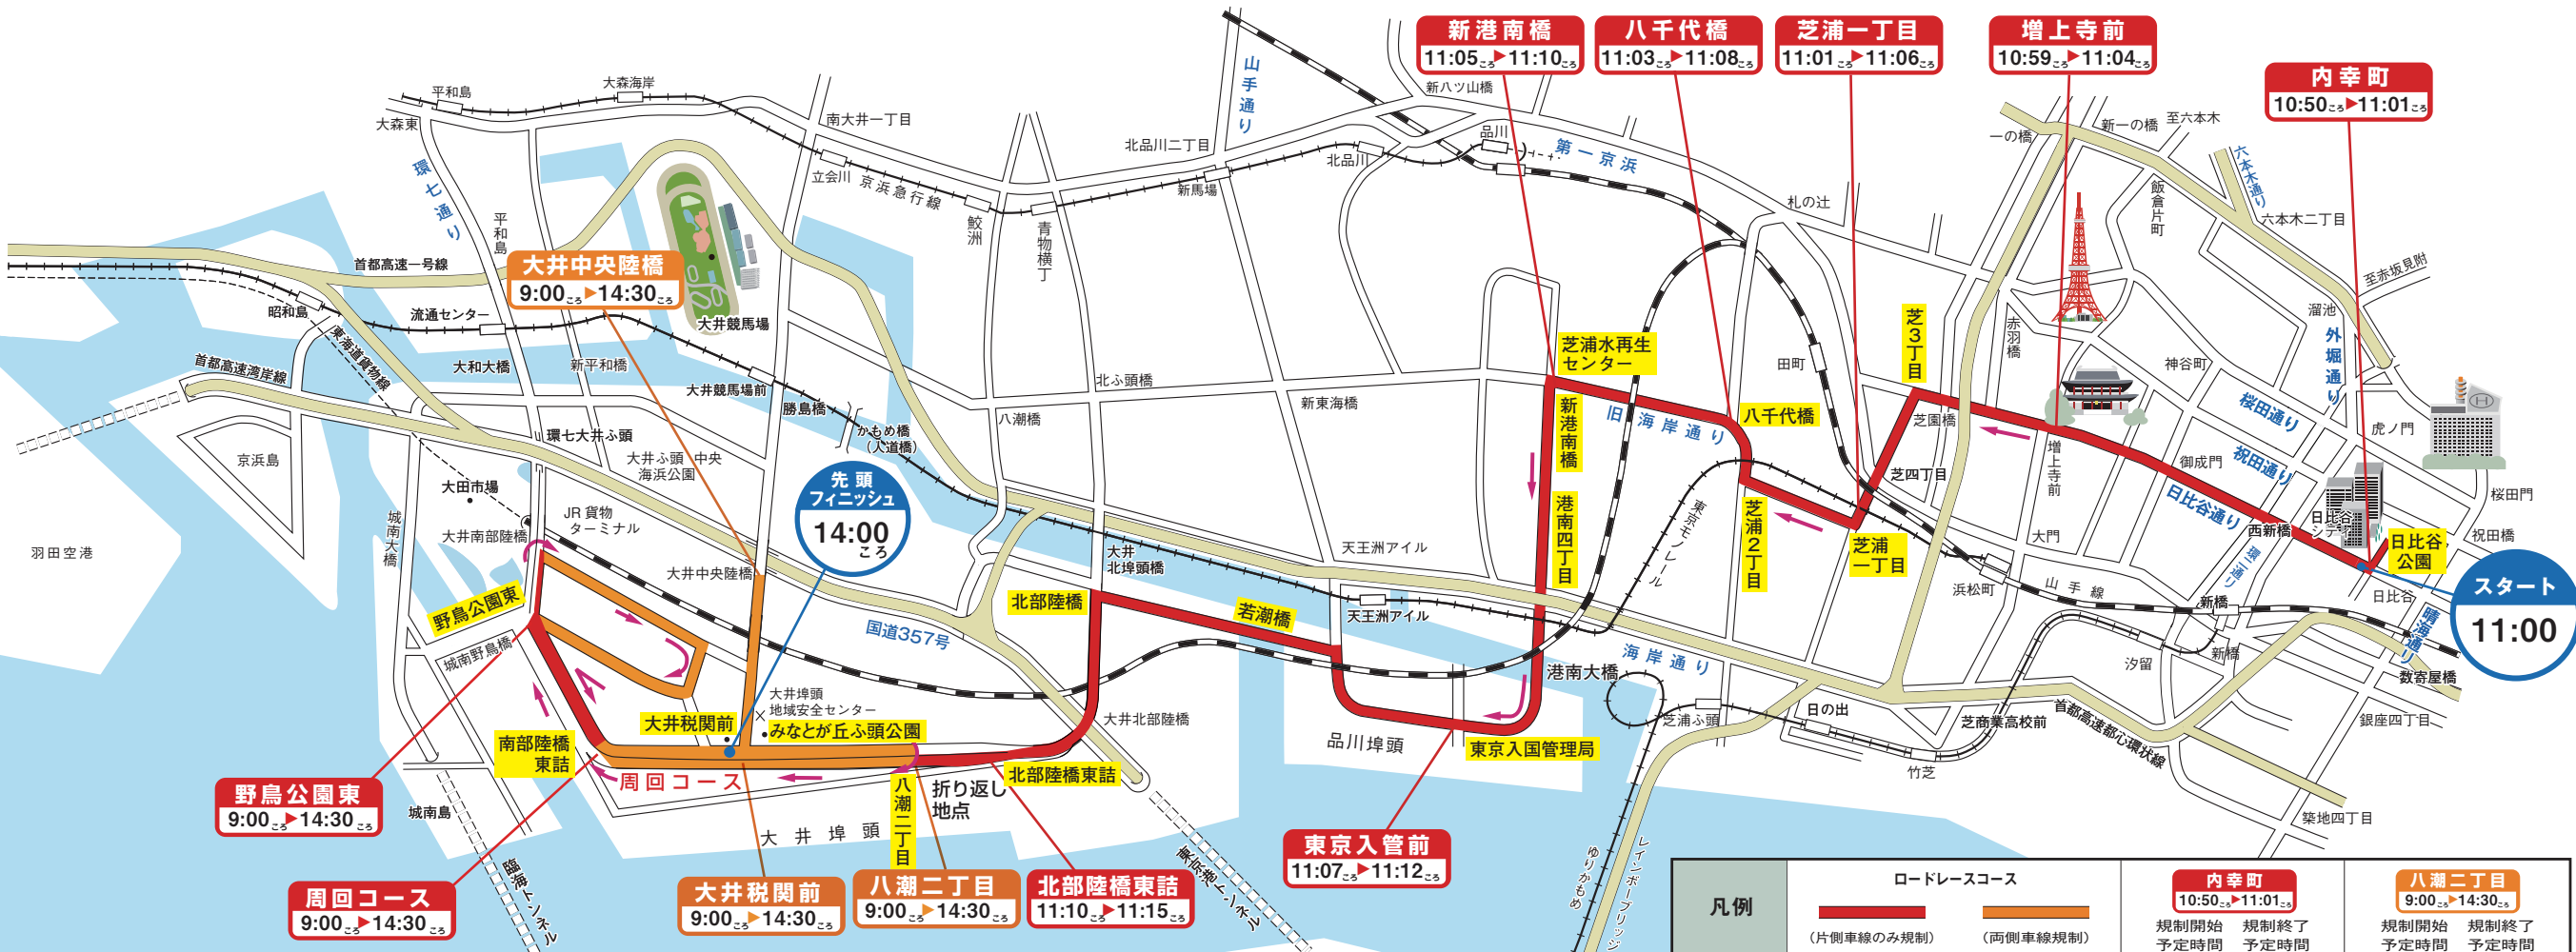 新港南橋
11:05ころ▶11:10ころ
八千代橋
11:03ころ▶11:08ころ
芝浦一丁目
11:01ころ▶11:06ころ
増上寺前
10:59ころ▶11:04ころ
内幸町
10:50ころ▶11:01ころ
平和島
大森海岸
大森東
南大井一丁目
環七通り
平和島
立会川
京浜急行線
鮫洲
青物横丁
北品川二丁目
新馬場
山手通り
新八ツ山橋
北品川
品川
第一京浜
札の辻
一の橋
新一の橋
至六本木
六本木通り
飯倉片町
六本木二丁目
至赤坂見附
溜池
外堀通り
首都高速一号線
大井中央陸橋
9:00ころ▶14:30ころ
昭和島
流通センター
大井競馬場
東海道貨物線
首都高速湾岸線
大和大橋
新平和橋
大井競馬場前
勝島橋
かもめ橋
(人道橋)
北ふ頭橋
八潮橋
新東海橋
芝浦水再生
センター
新港南橋
旧海岸通り
八千代橋
田町
芝3丁目
芝園橋
赤羽橋
神谷町
桜田通り
虎ノ門
御成門
祝田通り
増上寺前
日比谷通り
西新橋
日比谷
シティ
桜田門
祝田橋
日比谷
公園
スタート
11:00
日比谷
晴海通り
数寄屋橋
環二通り
新橋
山手線
大門
浜松町
芝四丁目
芝浦
一丁目
芝浦2丁目
東京モノレール
港南四丁目
天王洲アイル
天王洲アイル
大井
北埠頭橋
京浜島
環七大井ふ頭
大井ふ頭 中央
海浜公園
大田市場
JR貨物
ターミナル
大井南部陸橋
城南大橋
羽田空港
先頭
フィニッシュ
14:00
ころ
大井中央陸橋
国道357号
北部陸橋
若潮橋
野鳥公園東
城南野鳥橋
大井埠頭
地域安全センター
大井税関前
みなとが丘ふ頭公園
大井北部陸橋
品川埠頭
東京入国管理局
港南大橋
海岸通り
芝浦ふ頭
日の出
芝商業高校前
竹芝
首都高速都心環状線
汐留
新橋
銀座四丁目
築地四丁目
南部陸橋
東詰
周回コース
八潮二丁目
折り返し
地点
北部陸橋東詰
大井埠頭
城南島
臨海トンネル
東京港トンネル
ゆりかもめ
レインボーブリッジ
野鳥公園東
9:00ころ▶14:30ころ
周回コース
9:00ころ▶14:30ころ
大井税関前
9:00ころ▶14:30ころ
八潮二丁目
9:00ころ▶14:30ころ
北部陸橋東詰
11:10ころ▶11:15ころ
東京入管前
11:07ころ▶11:12ころ
凡例
ロードレースコース
(片側車線のみ規制)
(両側車線規制)
内幸町
10:50ころ▶11:01ころ
規制開始 規制終了
予定時間 予定時間
八潮二丁目
9:00ころ▶14:30ころ
規制開始 規制終了
予定時間 予定時間